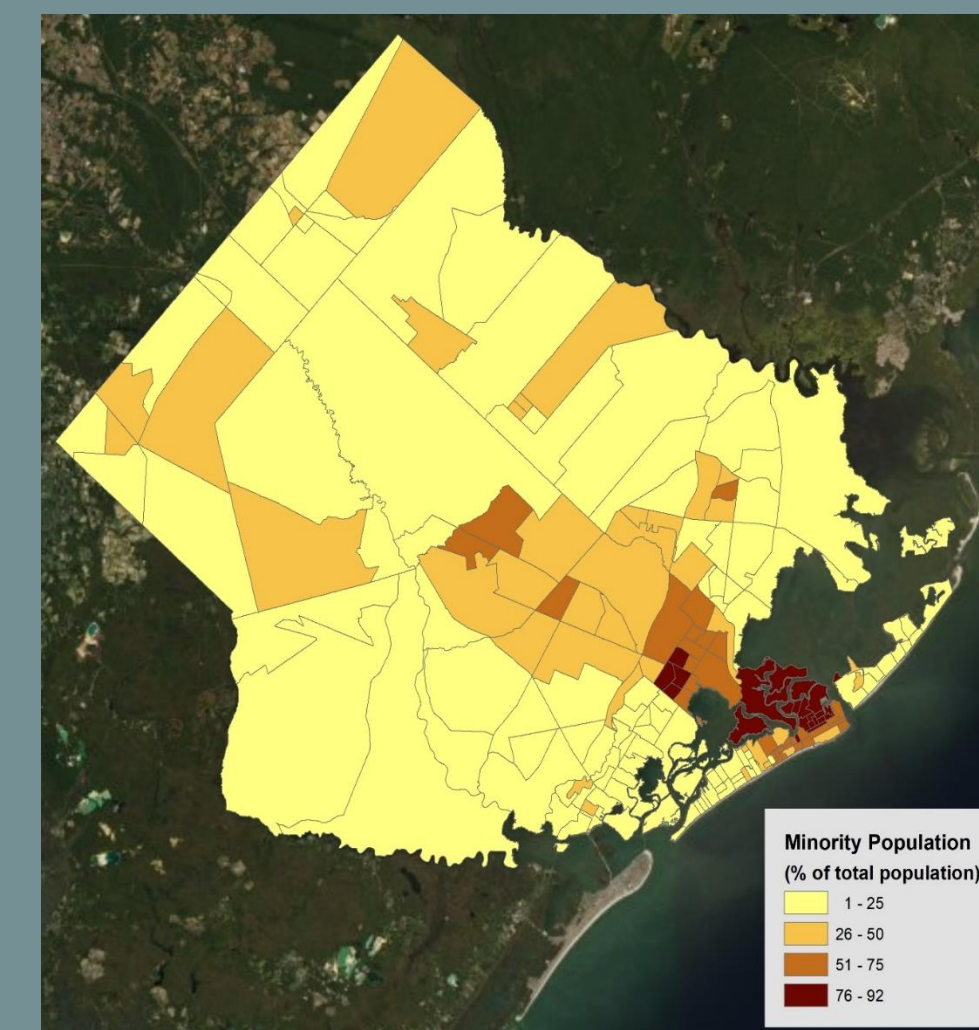 Minority Population
(% of total population)
1 - 25
26 - 50
51 - 75
76 - 92